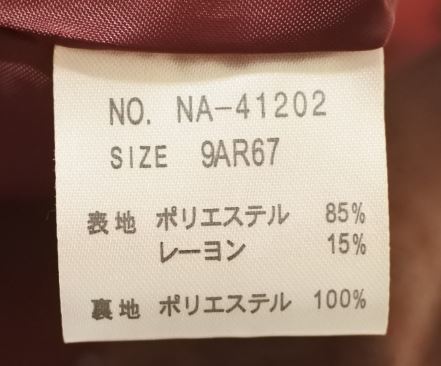 NO. NA-41202
SIZE 9AR67
表地 ポリエステル 85%
レーヨン 15%
裏地 ポリエステル 100%